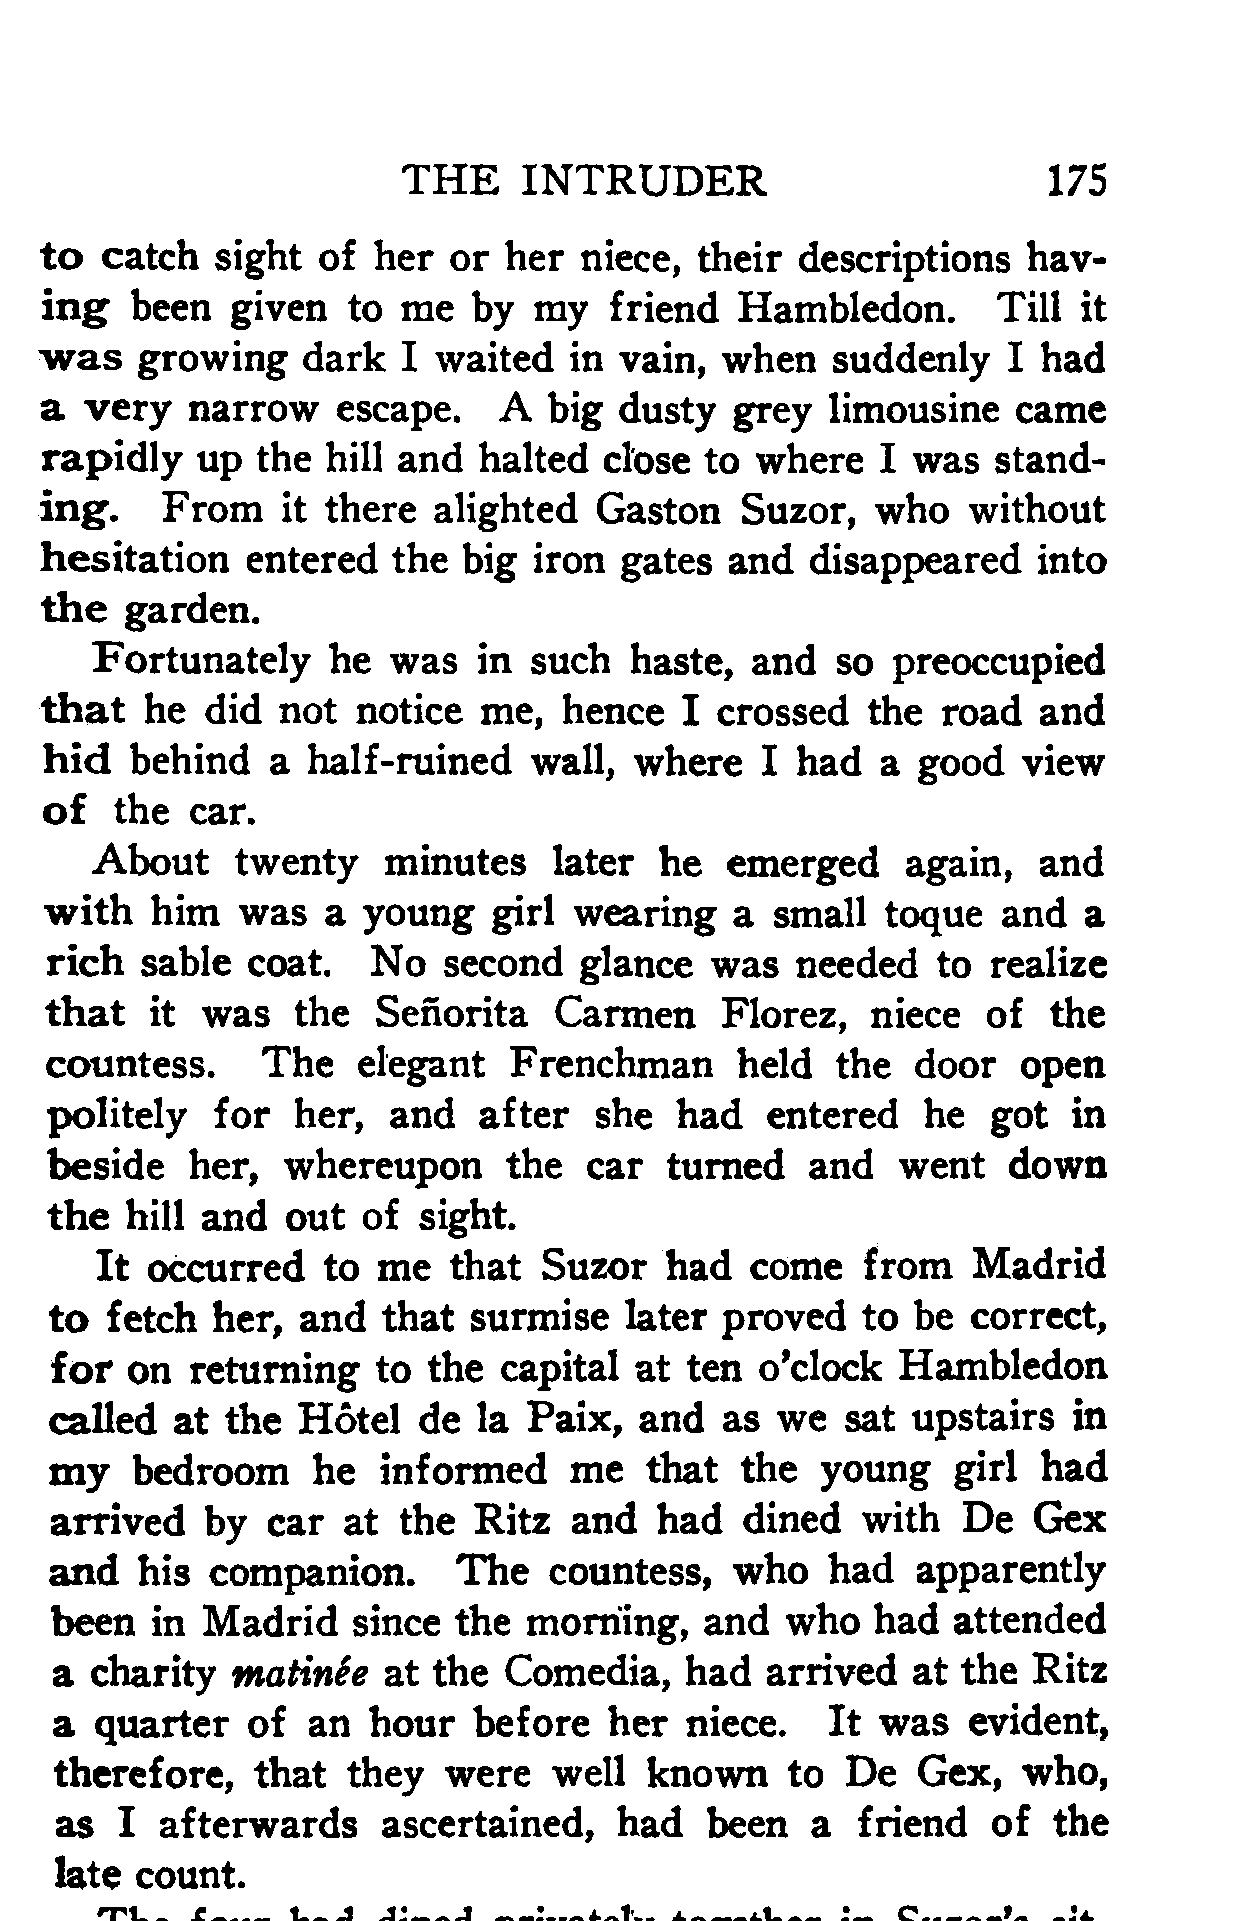 THE INTRUDER 175
to catch sight of her or her niece, their descriptions hav-
ing been given to me by my friend Hambledon. Till it
was growing dark I waited in vain, when suddenly I had
a very narrow escape. A big dusty grey limousine came
rapidly up the hill and halted close to where I was stand-
ing. From it there alighted Gaston Suzor, who without
hesitation entered the big iron gates and disappeared into
the garden.
Fortunately he was in such haste, and so preoccupied
that he did not notice me, hence I crossed the road and
hid behind a half-ruined wall, where I had a good view
of the car.
About twenty minutes later he emerged again, and
with him was a young girl wearing a small toque and a
rich sable coat. No second glance was needed to realize
that it was the Señorita Carmen Florez, niece of the
countess. The elegant Frenchman held the door open
politely for her, and after she had entered he got in
beside her, whereupon the car turned and went down
the hill and out of sight.
It occurred to me that Suzor had come from Madrid
to fetch her, and that surmise later proved to be correct,
for on returning to the capital at ten o'clock Hambledon
called at the Hôtel de la Paix, and as we sat upstairs in
my bedroom he informed me that the young girl had
arrived by car at the Ritz and had dined with De Gex
and his companion. The countess, who had apparently
been in Madrid since the morning, and who had attended
a charity matinée at the Comedia, had arrived at the Ritz
a quarter of an hour before her niece. It was evident,
therefore, that they were well known to De Gex, who,
as I afterwards ascertained, had been a friend of the
late count.
The four had dined privately together in Suzor's sit-